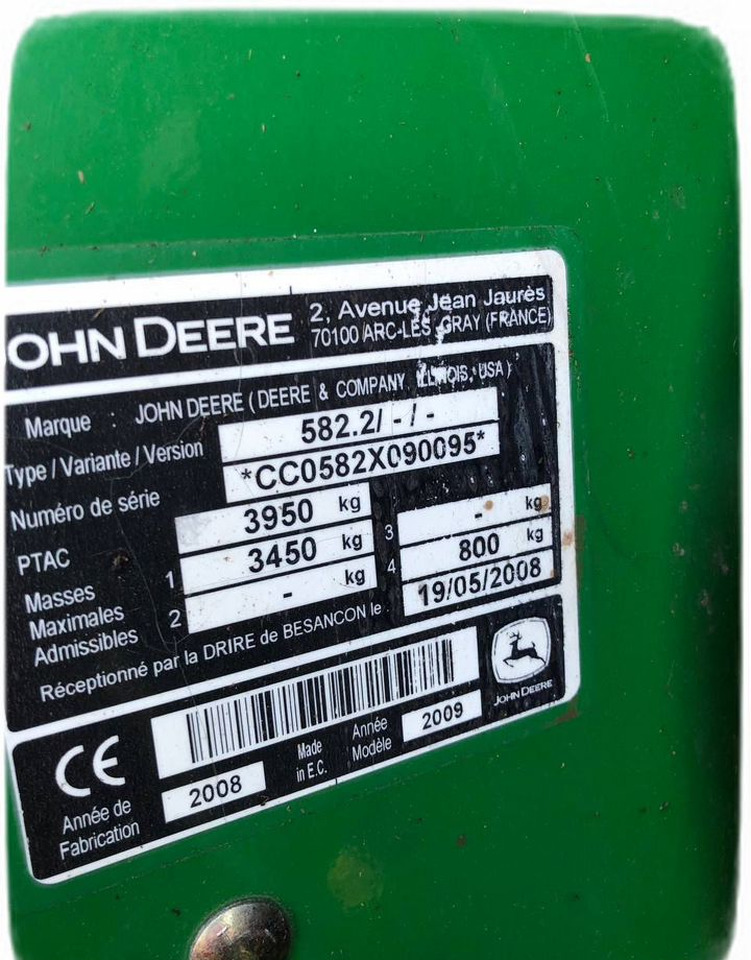 OHN DEERE
2, Avenue Jean Jaurès
70100 ARC-LES GRAY (FRANCE)
Marque : JOHN DEERE ( DEERE & COMPANY ILLINOIS, USA )
Type / Variante / Version 582.2/ - / -
Numéro de série *CC0582X090095*
PTAC 3950 kg
Masses Maximales Admissibles
1 3450 kg
2 - kg
3 - kg
4 800 kg
Réceptionné par la DRIRE de BESANCON le 19/05/2008
JOHN DEERE
CE
Année de Fabrication 2008
Made in E.C.
Année Modèle 2009